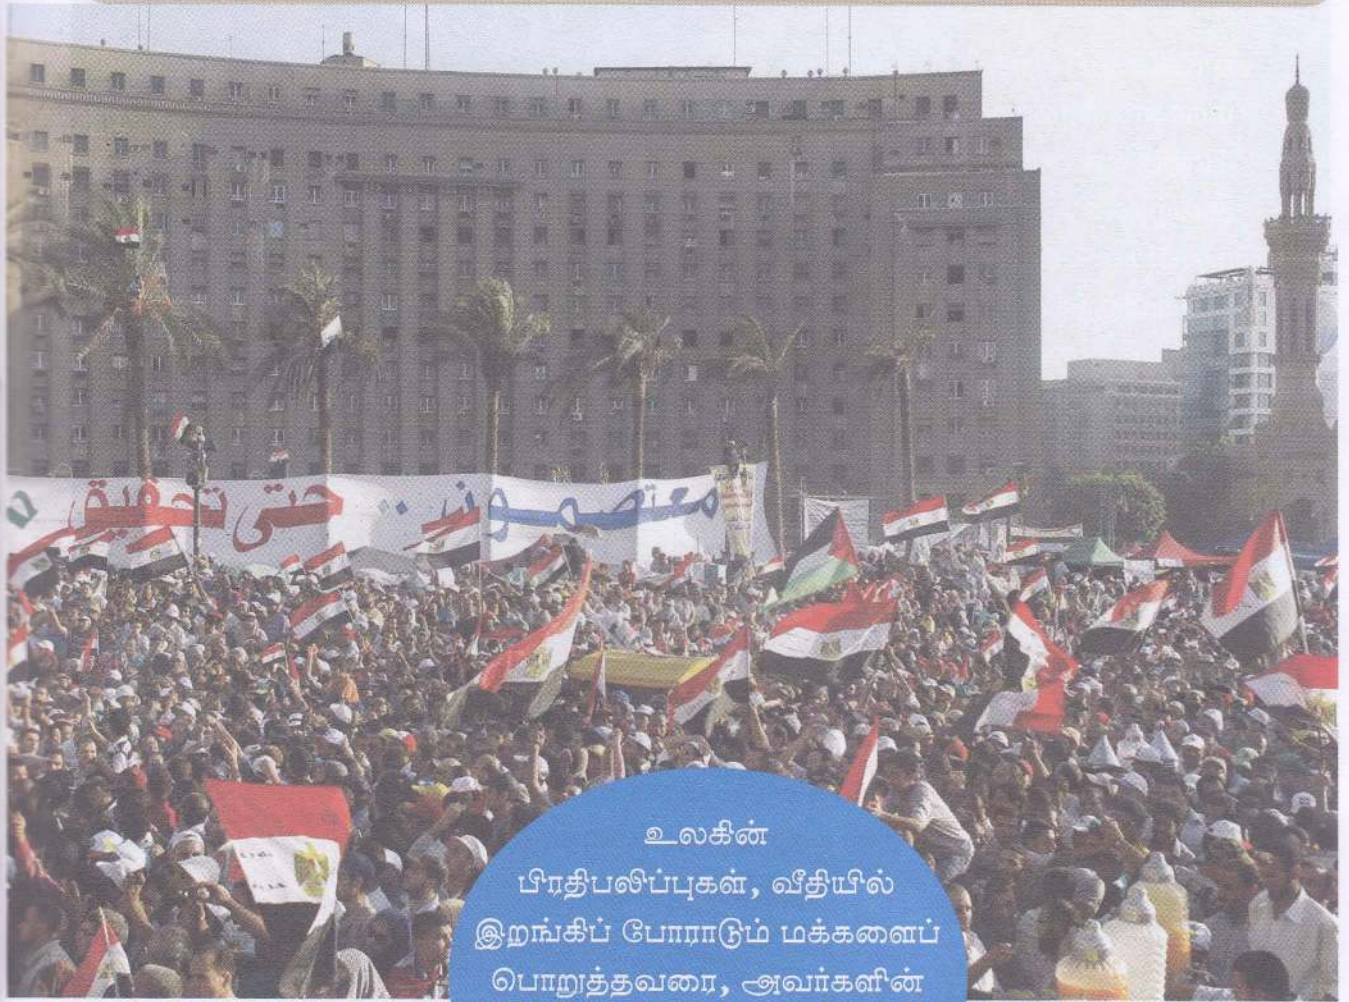 معتصمون .. حتى تحقيق
உலகின்
பிரதிபலிப்புகள், வீதியில்
இறங்கிப் போராடும் மக்களைப்
பொறுத்தவரை, அவர்களின்